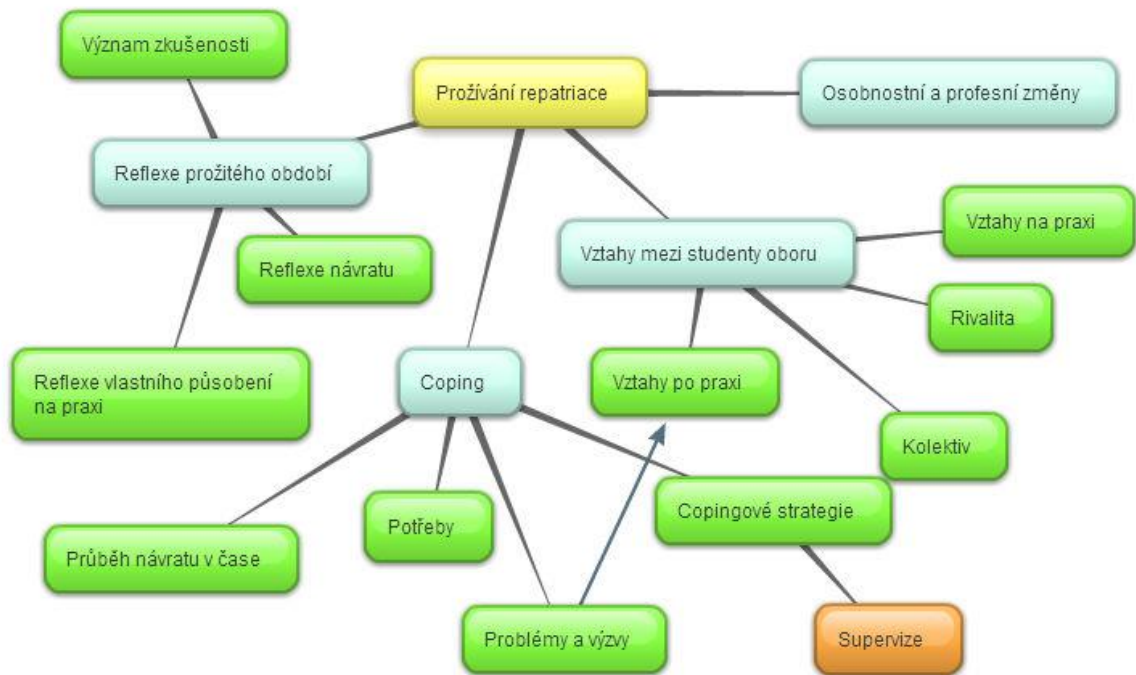 Význam zkušenosti
Prožívání repatriace
Osobnostní a profesní změny
Reflexe prožitého období
Vztahy na praxi
Reflexe návratu
Vztahy mezi studenty oboru
Rivalita
Reflexe vlastního působení
na praxi
Coping
Vztahy po praxi
Kolektiv
Potřeby
Copingové strategie
Průběh návratu v čase
Problémy a výzvy
Supervize